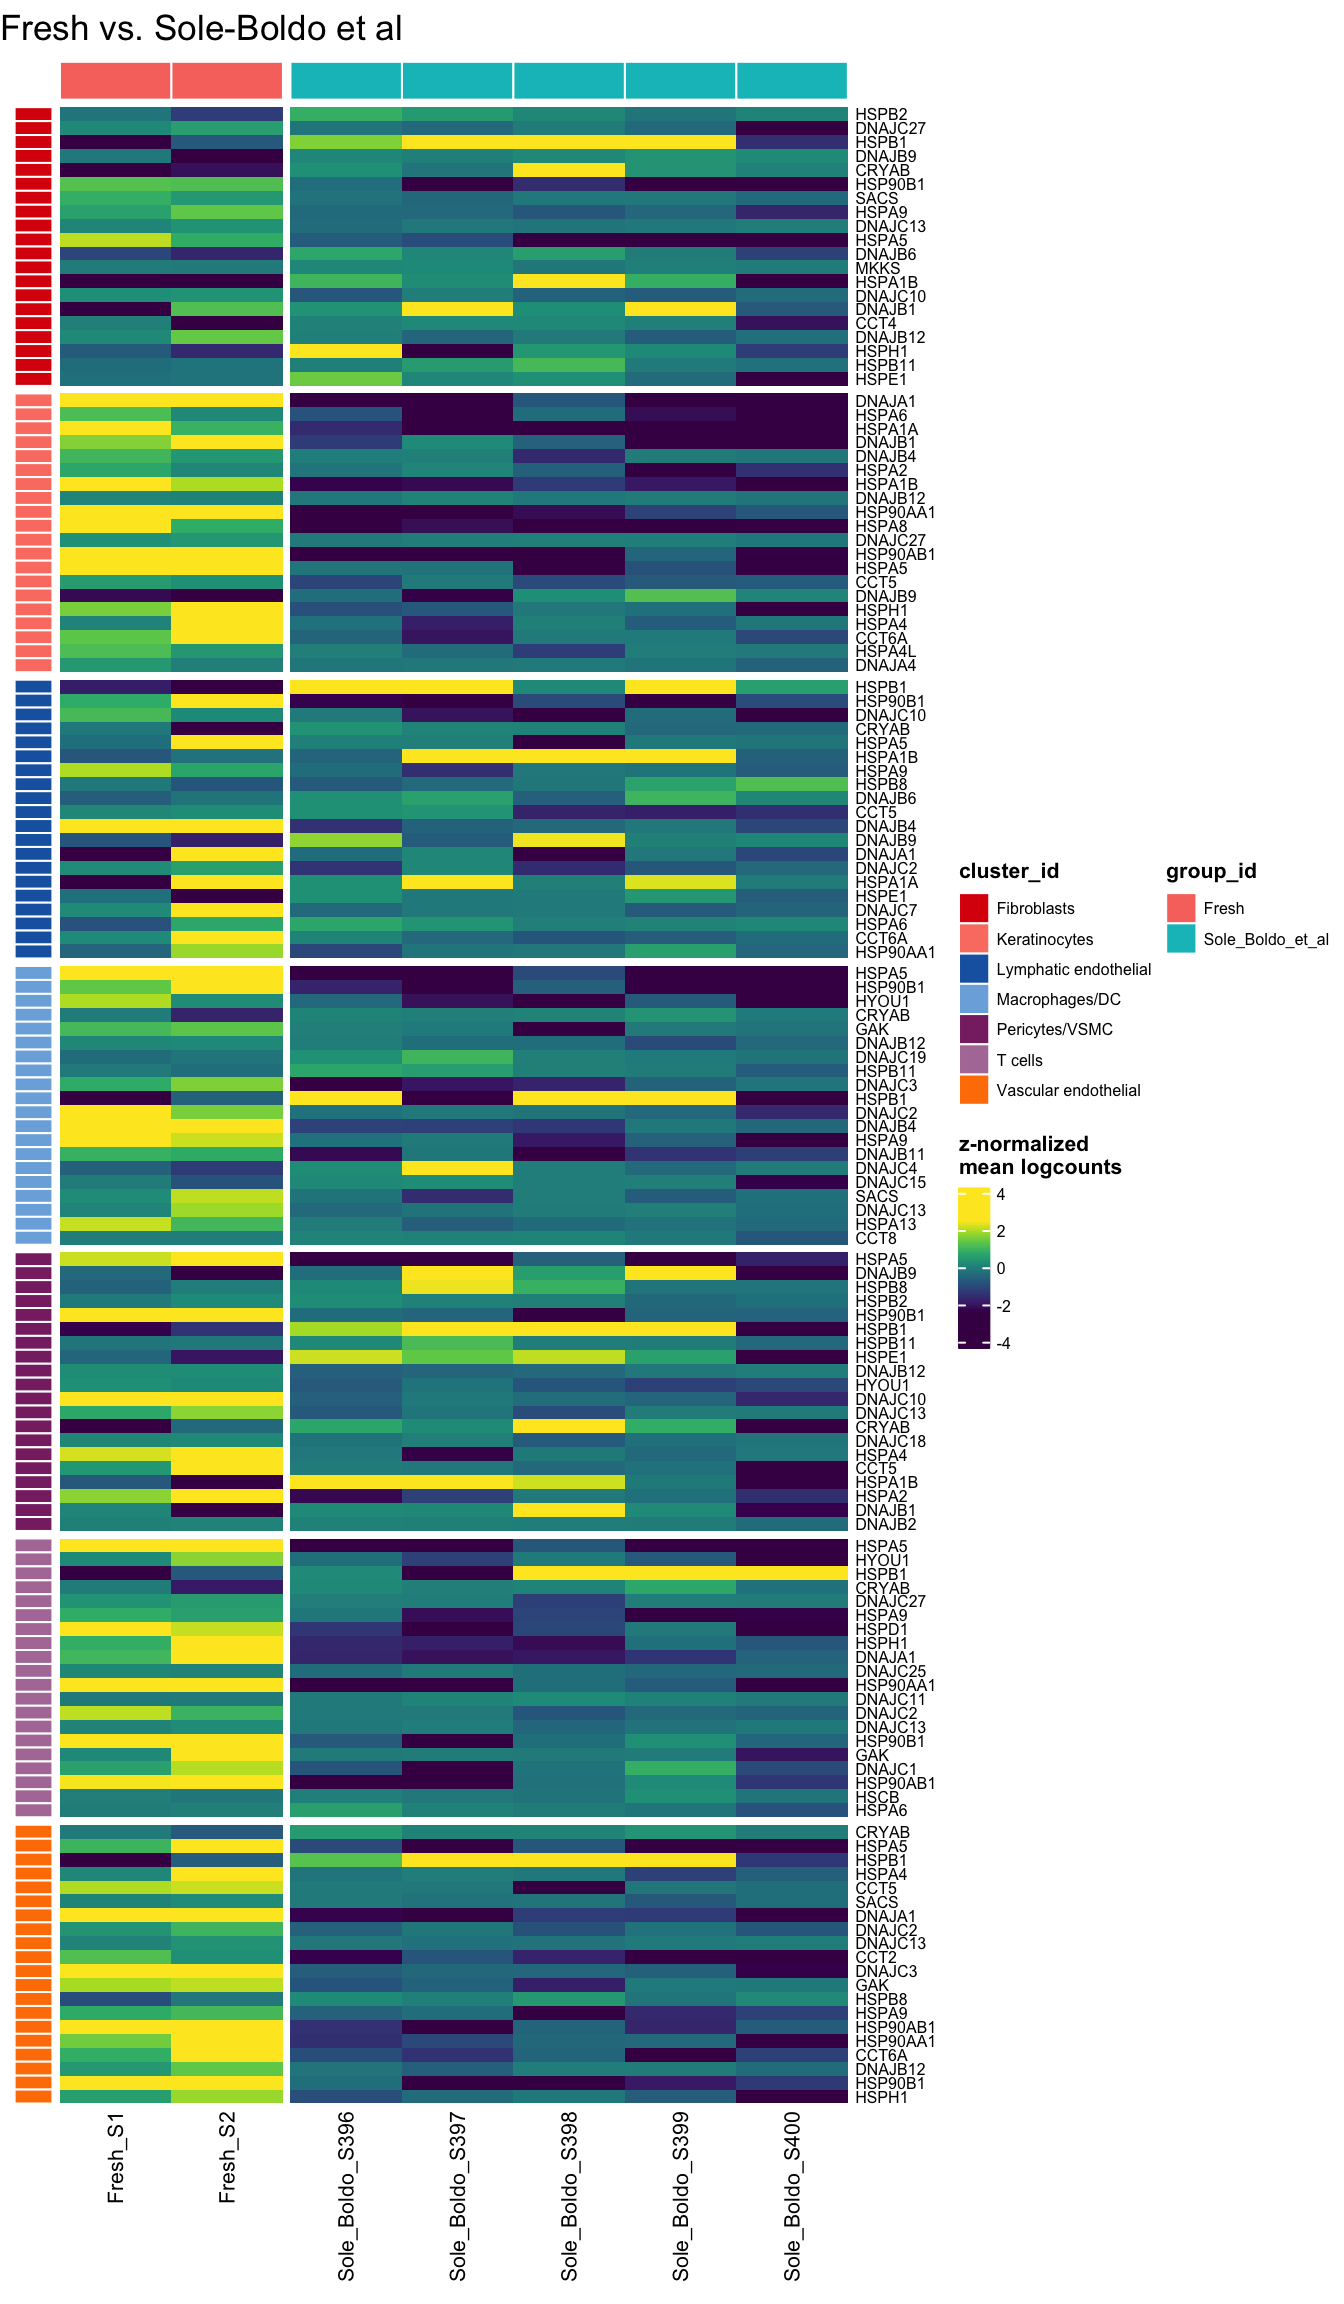 Fresh vs. Sole-Boldo et al
HSPB2
DNAJC27
HSPB1
DNAJB9
CRYAB
HSP90B1
SACS
HSPA9
DNAJC13
HSPA5
DNAJB6
MKKS
HSPA1B
DNAJC10
DNAJB1
CCT4
DNAJB12
HSPH1
HSPB11
HSPE1
DNAJA1
HSPA6
HSPA1A
DNAJB1
DNAJB4
HSPA2
HSPA1B
DNAJB12
HSP90AA1
HSPA8
DNAJC27
HSP90AB1
HSPA5
CCT5
DNAJB9
HSPH1
HSPA4
CCT6A
HSPA4L
DNAJA4
HSPB1
HSP90B1
DNAJC10
CRYAB
HSPA5
HSPA1B
HSPA9
HSPB8
DNAJB6
CCT5
DNAJB4
DNAJB9
DNAJA1
DNAJC2
HSPA1A
HSPE1
DNAJC7
HSPA6
CCT6A
HSP90AA1
HSPA5
HSP90B1
HYOU1
CRYAB
GAK
DNAJB12
DNAJC19
HSPB11
DNAJC3
HSPB1
DNAJC2
DNAJB4
HSPA9
DNAJB11
DNAJC4
DNAJC15
SACS
DNAJC13
HSPA13
CCT8
HSPA5
DNAJB9
HSPB8
HSPB2
HSP90B1
HSPB1
HSPB11
HSPE1
DNAJB12
HYOU1
DNAJC10
DNAJC13
CRYAB
DNAJC18
HSPA4
CCT5
HSPA1B
HSPA2
DNAJB1
DNAJB2
HSPA5
HYOU1
HSPB1
CRYAB
DNAJC27
HSPA9
HSPD1
HSPH1
DNAJA1
DNAJC25
HSP90AA1
DNAJC11
DNAJC2
DNAJC13
HSP90B1
GAK
DNAJC1
HSP90AB1
HSCB
HSPA6
CRYAB
HSPA5
HSPB1
HSPA4
CCT5
SACS
DNAJA1
DNAJC2
DNAJC13
CCT2
DNAJC3
GAK
HSPB8
HSPA9
HSP90AB1
HSP90AA1
CCT6A
DNAJB12
HSP90B1
HSPH1
Fresh_S1
Fresh_S2
Sole_Boldo_S396
Sole_Boldo_S397
Sole_Boldo_S398
Sole_Boldo_S399
Sole_Boldo_S400
cluster_id
Fibroblasts
Keratinocytes
Lymphatic endothelial
Macrophages/DC
Pericytes/VSMC
T cells
Vascular endothelial
group_id
Fresh
Sole_Boldo_et_al
z-normalized
mean logcounts
4
2
0
-2
-4